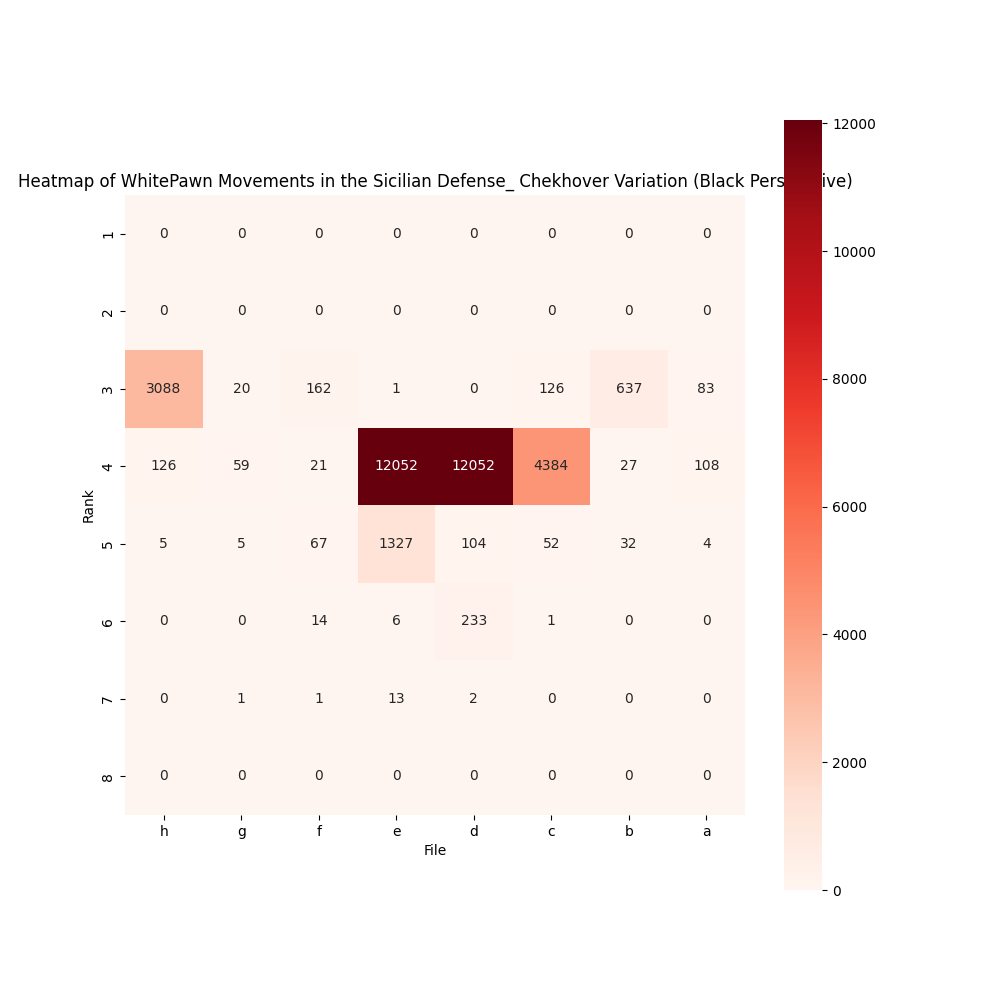 Heatmap of WhitePawn Movements in the Sicilian Defense_ Chekhover Variation (Black Pers ive)
12000
10000
8000
6000
4000
2000
0
Rank
1 0 0 0 0 0 0 0 0
2 0 0 0 0 0 0 0 0
3 3088 20 162 1 0 126 637 83
4 126 59 21 12052 12052 4384 27 108
5 5 5 67 1327 104 52 32 4
6 0 0 14 6 233 1 0 0
7 0 1 1 13 2 0 0 0
8 0 0 0 0 0 0 0 0
h g f e d c b a
File